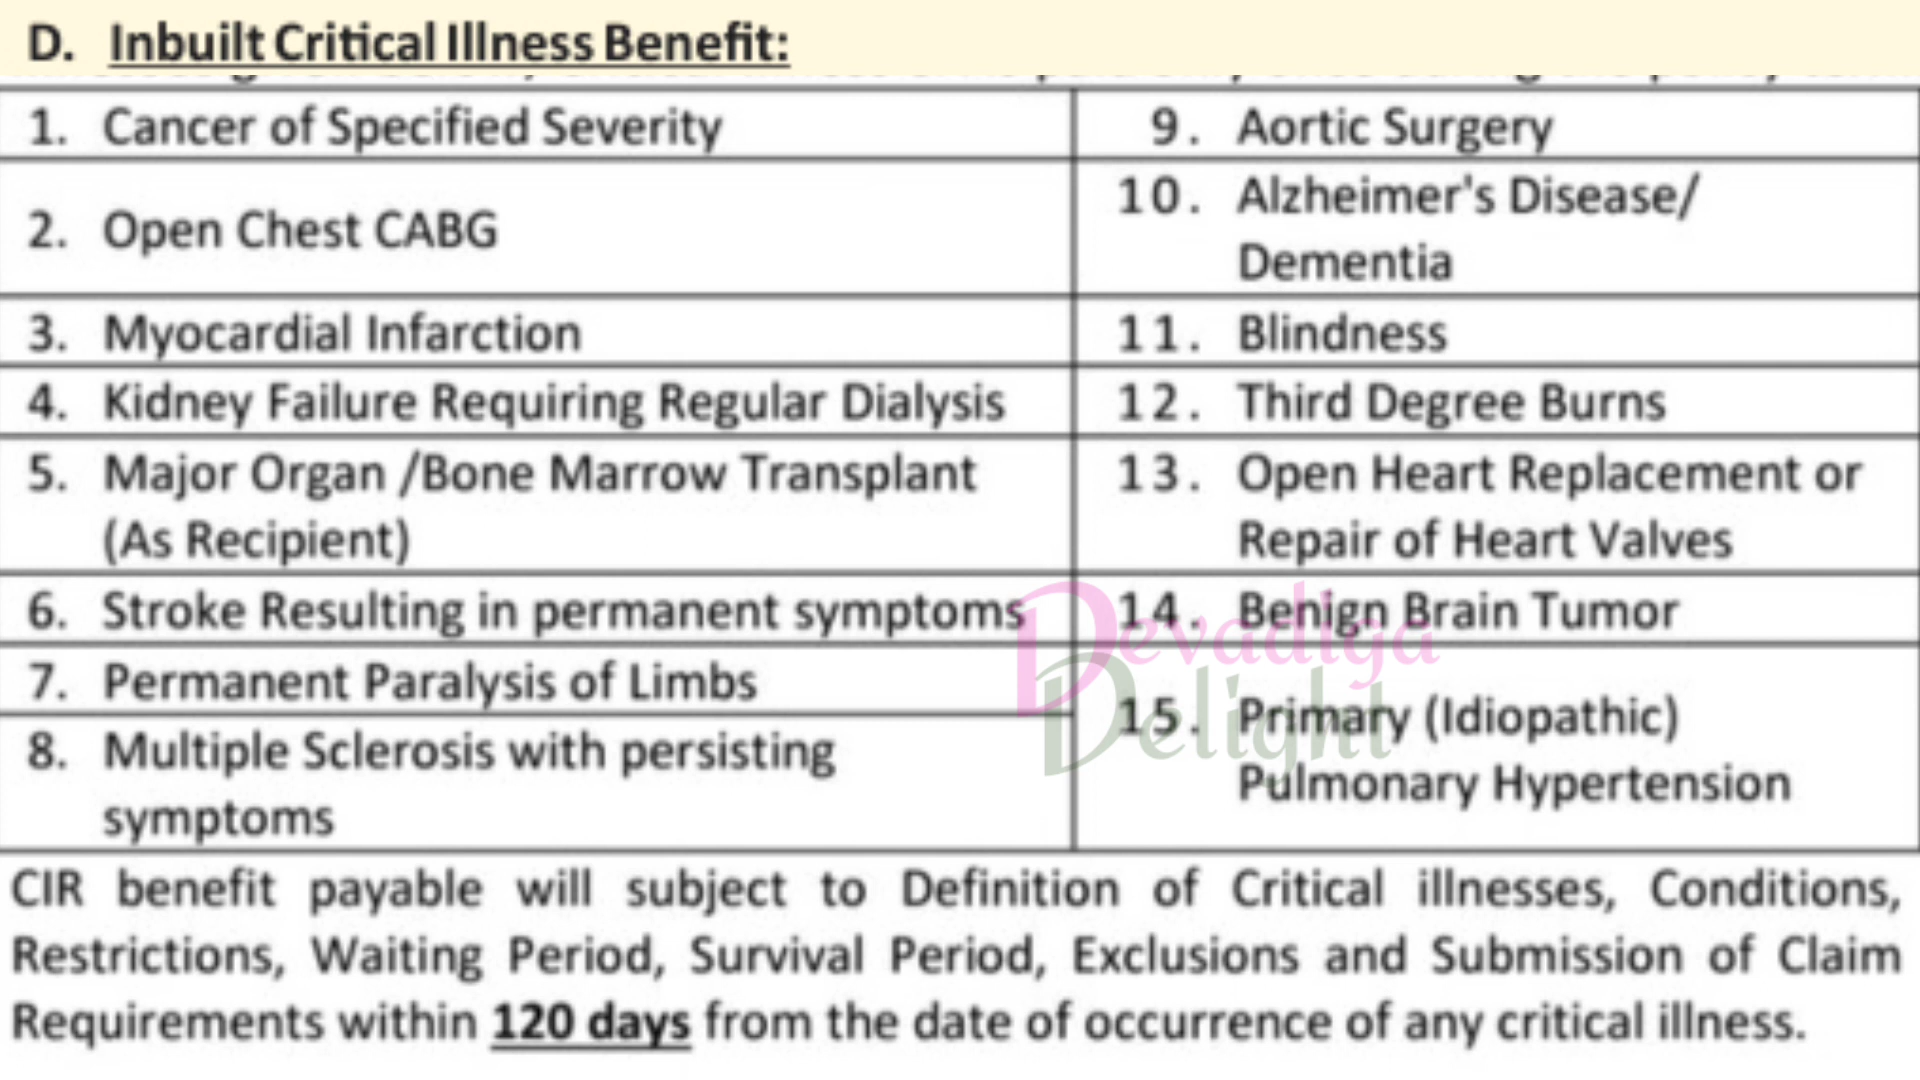 D. Inbuilt Critical Illness Benefit:
1. Cancer of Specified Severity
2. Open Chest CABG
3. Myocardial Infarction
4. Kidney Failure Requiring Regular Dialysis
5. Major Organ /Bone Marrow Transplant
(As Recipient)
6. Stroke Resulting in permanent symptoms
7. Permanent Paralysis of Limbs
8. Multiple Sclerosis with persisting
symptoms
9. Aortic Surgery
10. Alzheimer's Disease/
Dementia
11. Blindness
12. Third Degree Burns
13. Open Heart Replacement or
Repair of Heart Valves
14. Benign Brain Tumor
15. Primary (Idiopathic)
Pulmonary Hypertension
Devadiga
Delight
CIR benefit payable will subject to Definition of Critical illnesses, Conditions,
Restrictions, Waiting Period, Survival Period, Exclusions and Submission of Claim
Requirements within 120 days from the date of occurrence of any critical illness.